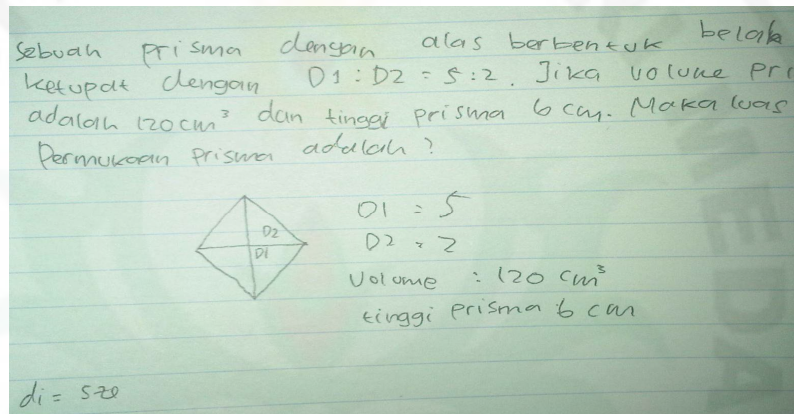 Sebuah prisma dengan alas berbentuk belah
ketupat dengan D1 : D2 = 5 : 2. Jika volume pri
adalah 120 cm³ dan tinggi prisma 6 cm. Maka luas
Permukaan Prisma adalah ?
D2
D1
D1 = 5
D2 = 2
Volume : 120 cm³
tinggi prisma 6 cm
di =
MEDA